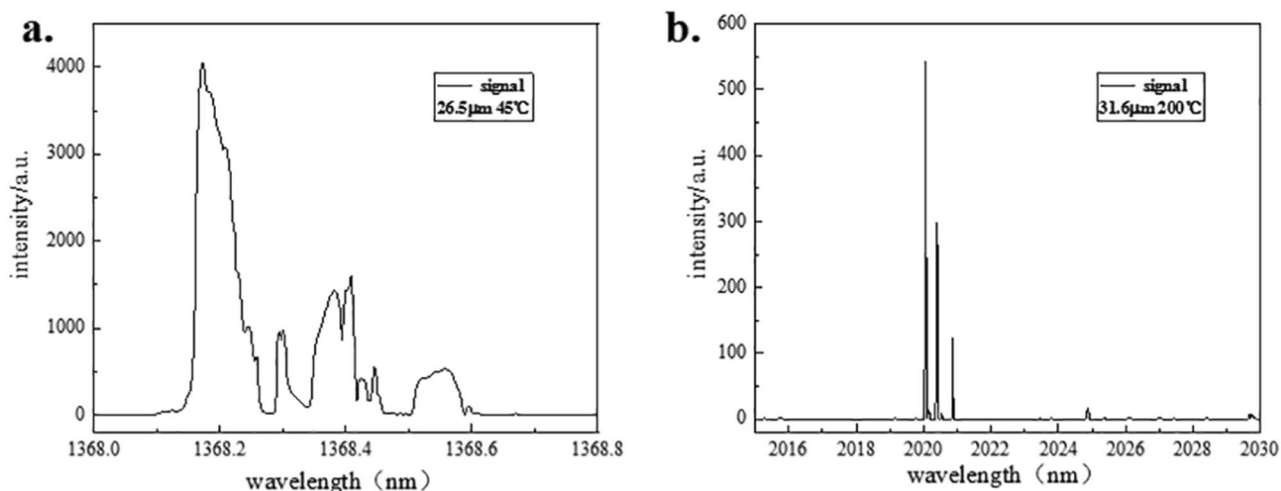 a.
4000
3000
2000
1000
0
intensity/a.u.
signal
26.5μm 45℃
1368.0 1368.2 1368.4 1368.6 1368.8
wavelength（nm）
b.
600
500
400
300
200
100
0
intensity/a.u.
signal
31.6μm 200℃
2016 2018 2020 2022 2024 2026 2028 2030
wavelength（nm）